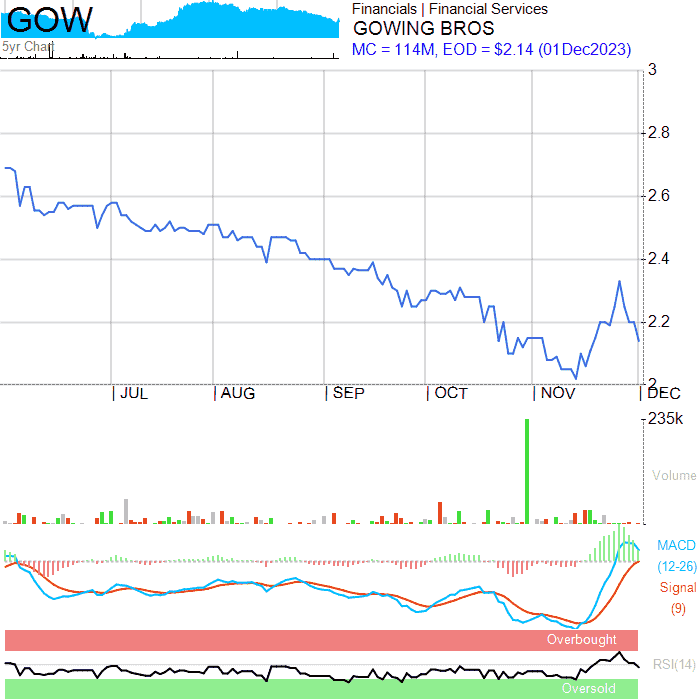 GOW
5yr Chart
Financials | Financial Services
GOWING BROS
MC = 114M, EOD = $2.14 (01Dec2023)
3
2.8
2.6
2.4
2.2
2
| JUL | AUG | SEP | OCT | NOV | DEC
235k
Volume
MACD
(12-26)
Signal
(9)
Overbought
RSI(14)
Oversold